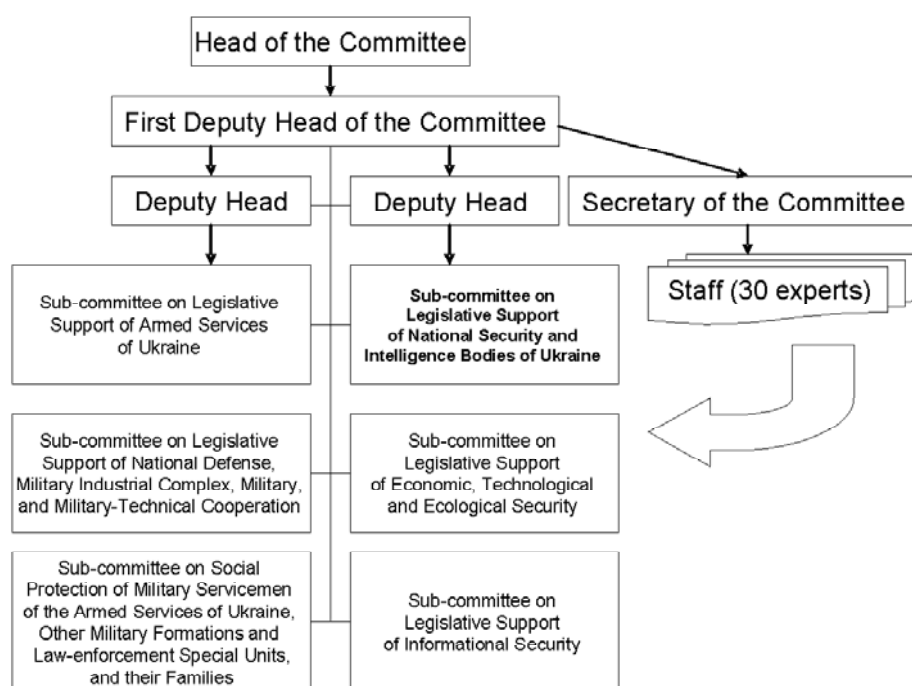 Head of the Committee
First Deputy Head of the Committee
Deputy Head
Deputy Head
Secretary of the Committee
Staff (30 experts)
Sub-committee on Legislative
Support of Armed Services
of Ukraine
Sub-committee on
Legislative Support
of National Security and
Intelligence Bodies of Ukraine
Sub-committee on Legislative
Support of National Defense,
Military Industrial Complex, Military,
and Military-Technical Cooperation
Sub-committee on
Legislative Support
of Economic, Technological
and Ecological Security
Sub-committee on Social
Protection of Military Servicemen
of the Armed Services of Ukraine,
Other Military Formations and
Law-enforcement Special Units,
and their Families
Sub-committee on
Legislative Support
of Informational Security